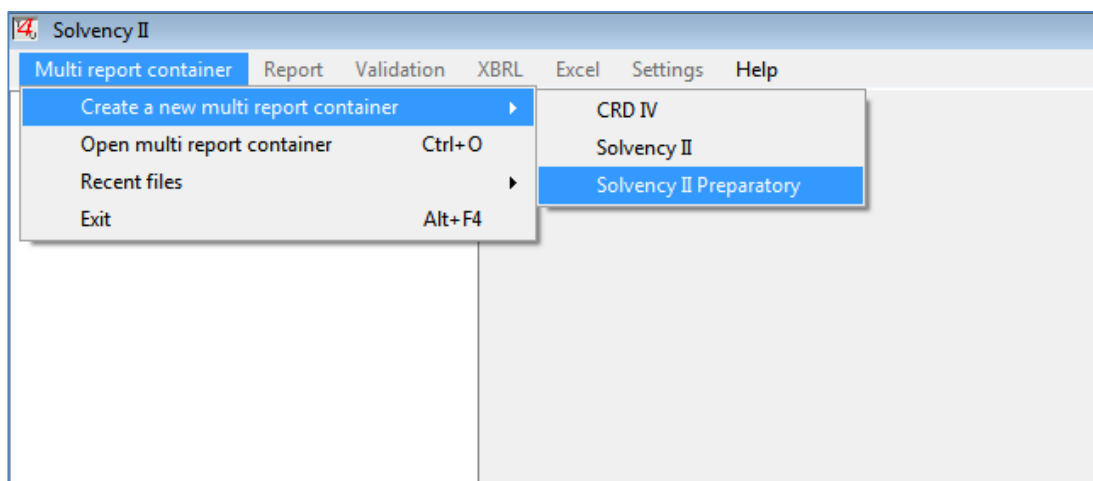 Solvency II
Multi report container Report Validation XBRL Excel Settings Help
Create a new multi report container
Open multi report container Ctrl+O
Recent files
Exit Alt+F4
CRD IV
Solvency II
Solvency II Preparatory